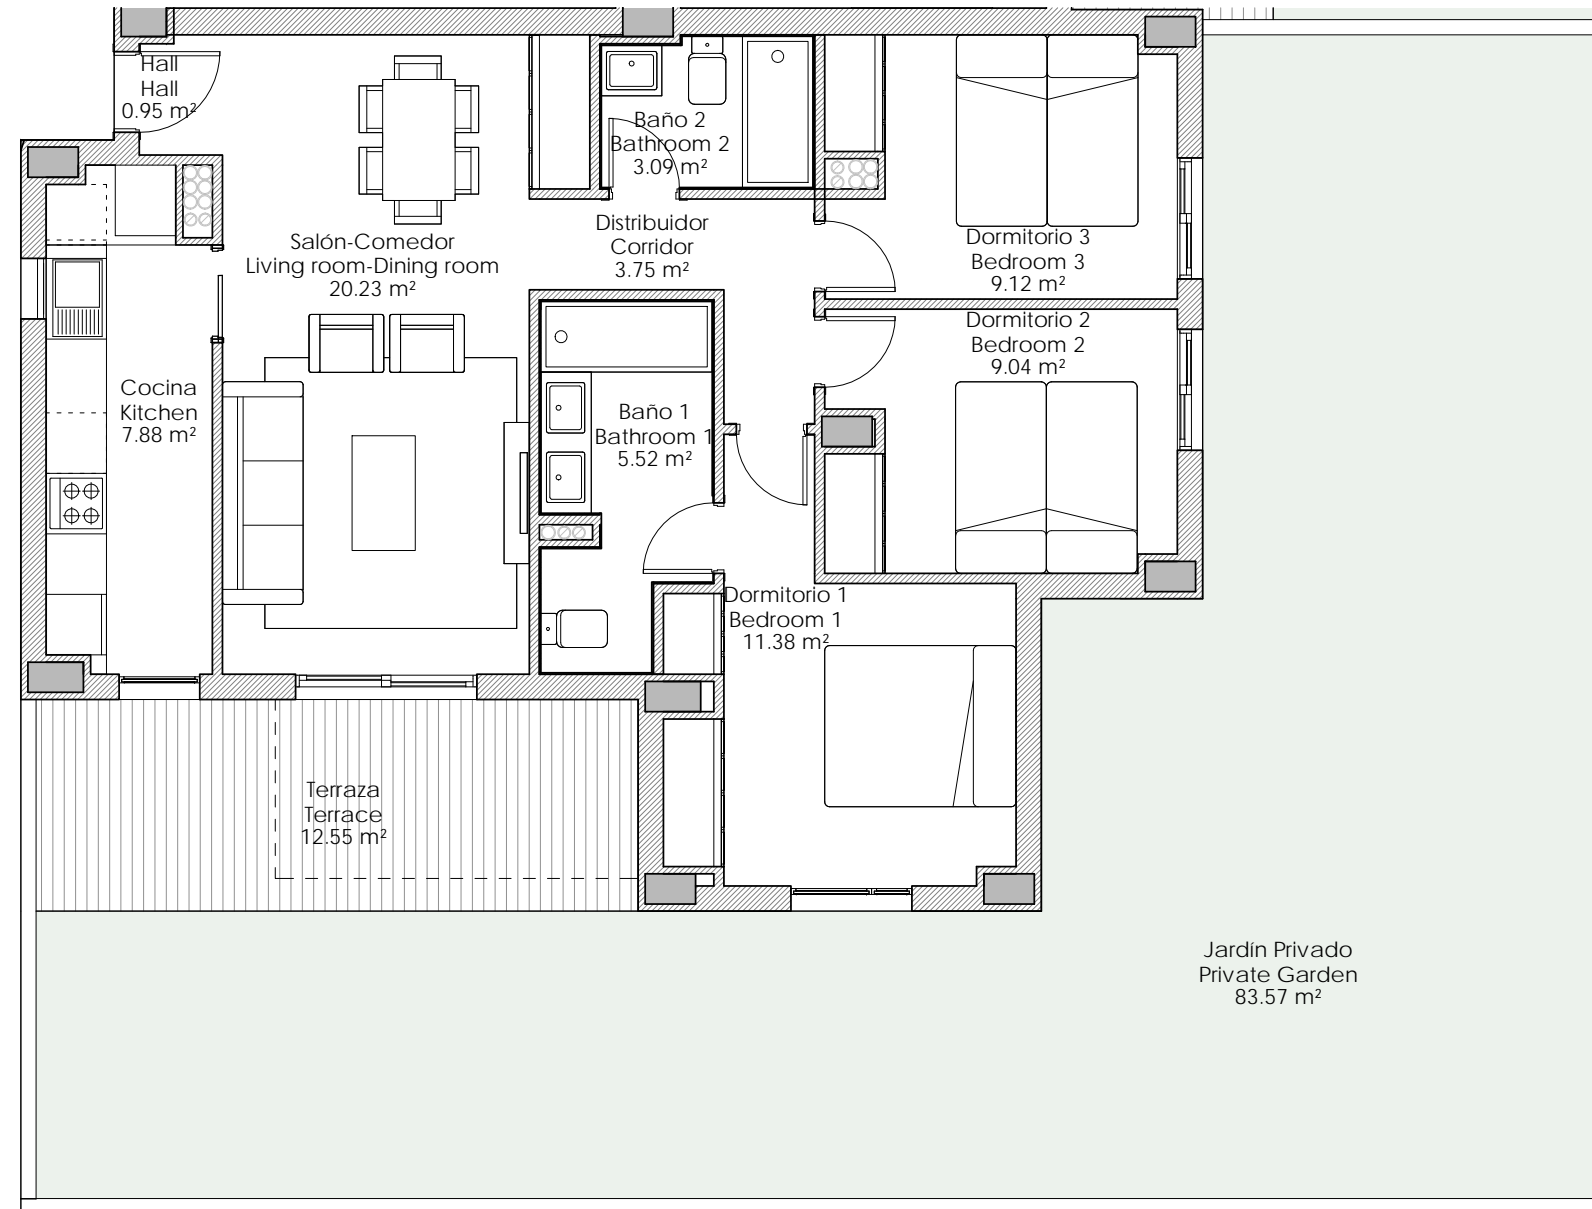 Hall
Hall
0.95 m²
Baño 2
Bathroom 2
3.09 m²
Salón-Comedor
Living room-Dining room
20.23 m²
Distribuidor
Corridor
3.75 m²
Dormitorio 3
Bedroom 3
9.12 m²
Dormitorio 2
Bedroom 2
9.04 m²
Cocina
Kitchen
7.88 m²
Baño 1
Bathroom 1
5.52 m²
Dormitorio 1
Bedroom 1
11.38 m²
Terraza
Terrace
12.55 m²
Jardín Privado
Private Garden
83.57 m²